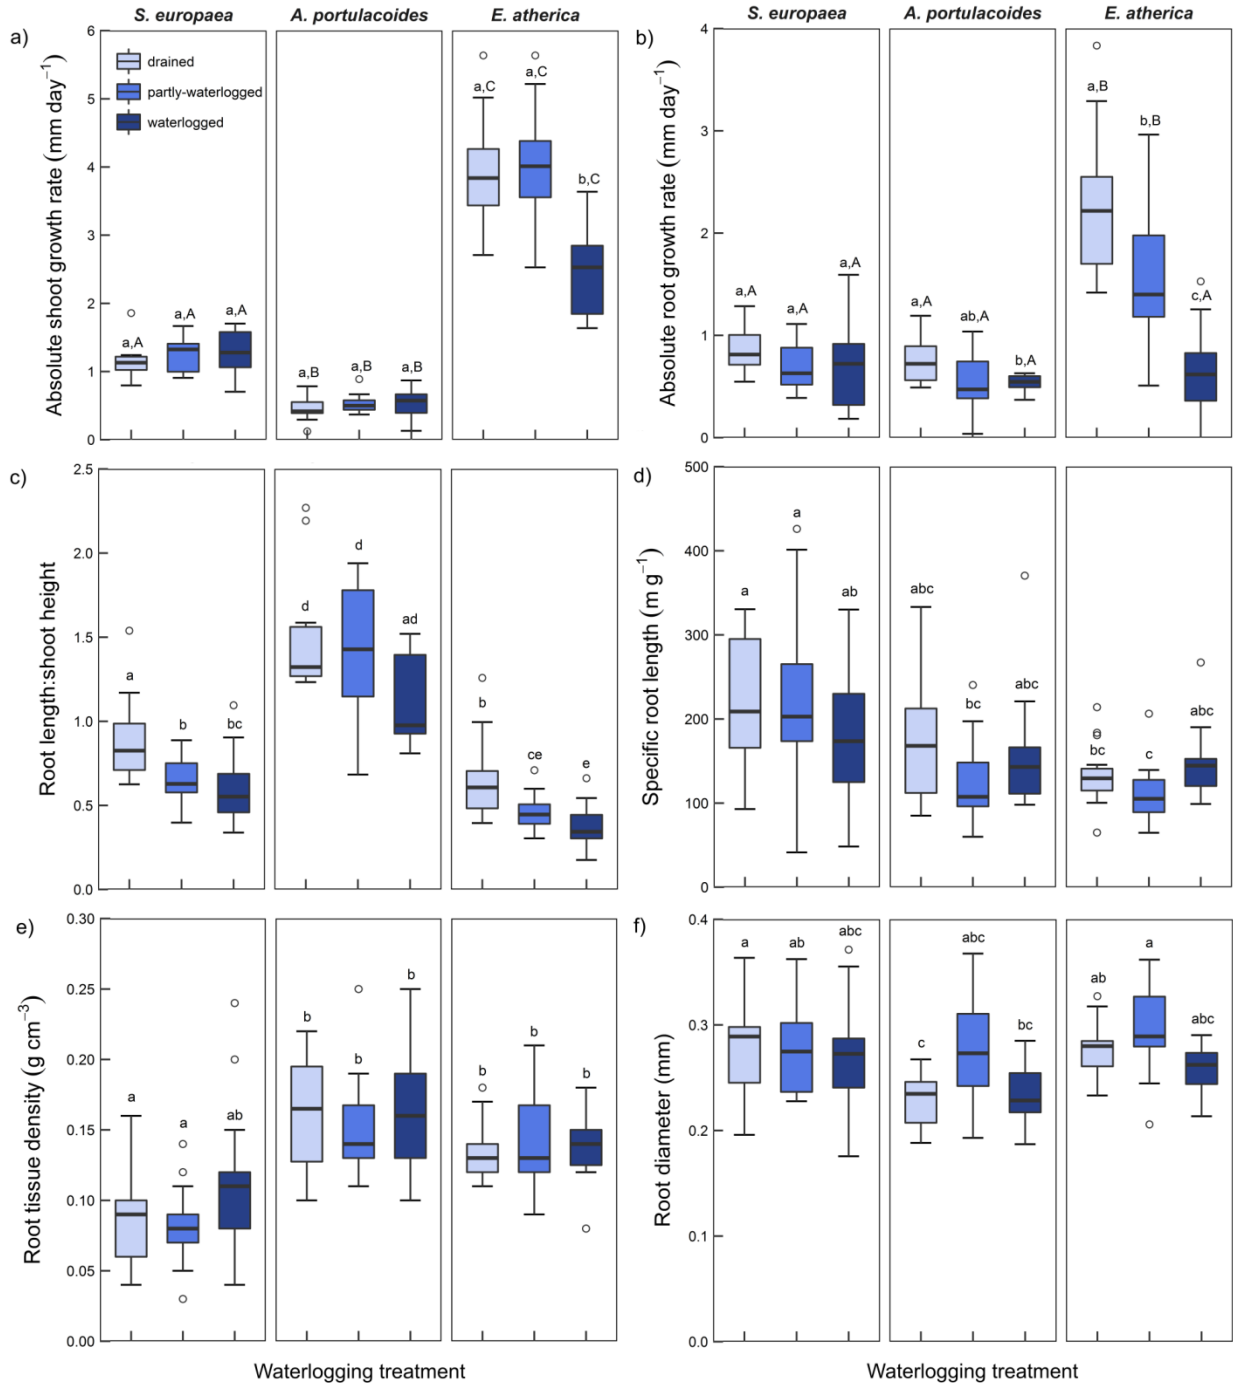 S. europaea A. portulacoides E. atherica
S. europaea A. portulacoides E. atherica
a)
Absolute shoot growth rate (mm day⁻¹)
6
5
4
3
2
1
0
drained
partly-waterlogged
waterlogged
a,A a,A a,A
a,B a,B a,B
a,C a,C b,C
b)
Absolute root growth rate (mm day⁻¹)
4
3
2
1
0
a,A a,A a,A
a,A ab,A b,A
a,B b,B c,A
c)
Root length:shoot height
2.5
2.0
1.5
1.0
0.5
0.0
a b bc
d d ad
b ce e
d)
Specific root length (m g⁻¹)
500
400
300
200
100
0
a a ab
abc bc abc
bc c abc
e)
Root tissue density (g cm⁻³)
0.30
0.25
0.20
0.15
0.10
0.05
0.00
a a ab
b b b
b b b
f)
Root diameter (mm)
0.4
0.3
0.2
0.1
0.0
a ab abc
c abc bc
ab a abc
Waterlogging treatment
Waterlogging treatment